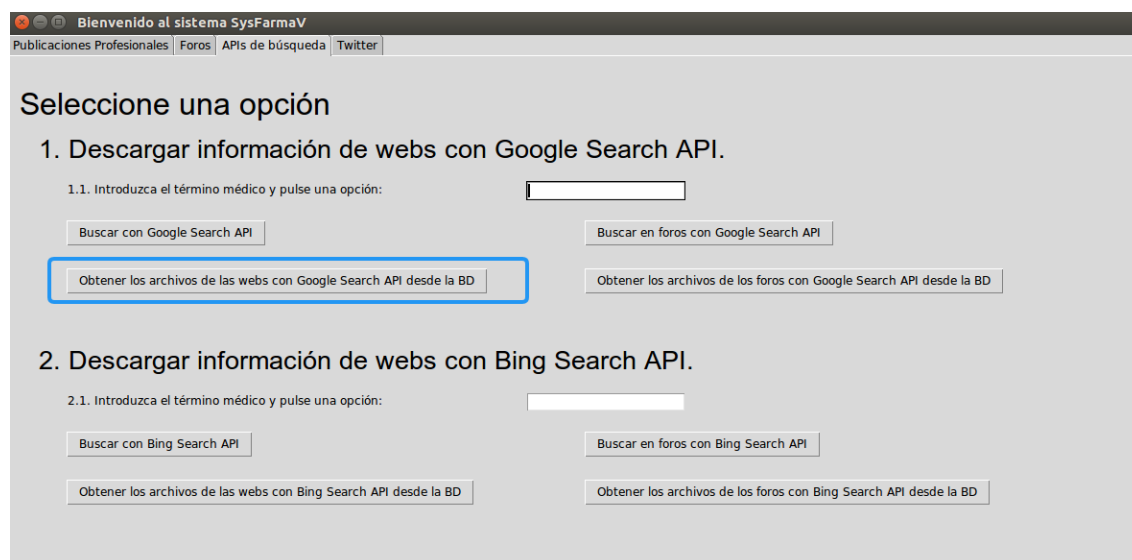 Bienvenido al sistema SysFarmaV
Publicaciones Profesionales Foros APIs de búsqueda Twitter
Seleccione una opción
1. Descargar información de webs con Google Search API.
1.1. Introduzca el término médico y pulse una opción:
Buscar con Google Search API Buscar en foros con Google Search API
Obtener los archivos de las webs con Google Search API desde la BD Obtener los archivos de los foros con Google Search API desde la BD
2. Descargar información de webs con Bing Search API.
2.1. Introduzca el término médico y pulse una opción:
Buscar con Bing Search API Buscar en foros con Bing Search API
Obtener los archivos de las webs con Bing Search API desde la BD Obtener los archivos de los foros con Bing Search API desde la BD